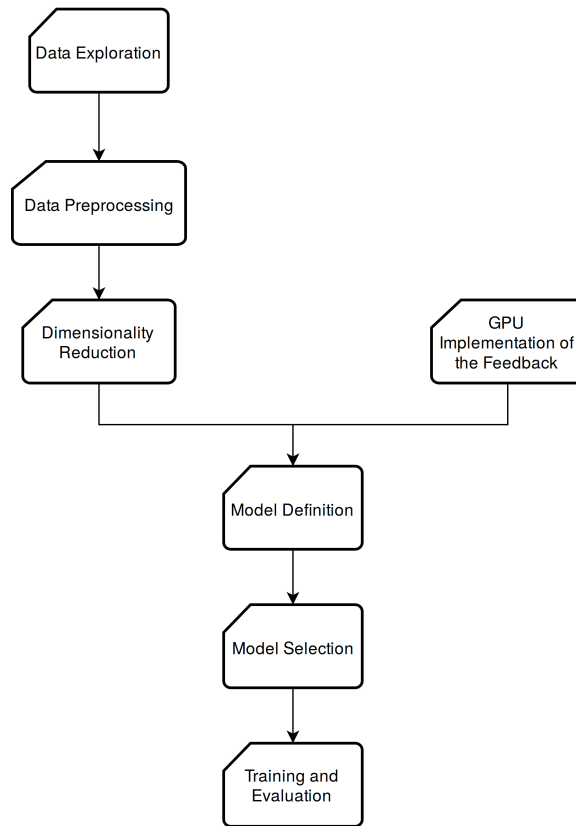 Data Exploration
Data Preprocessing
Dimensionality
Reduction
GPU
Implementation of
the Feedback
Model Definition
Model Selection
Training and
Evaluation